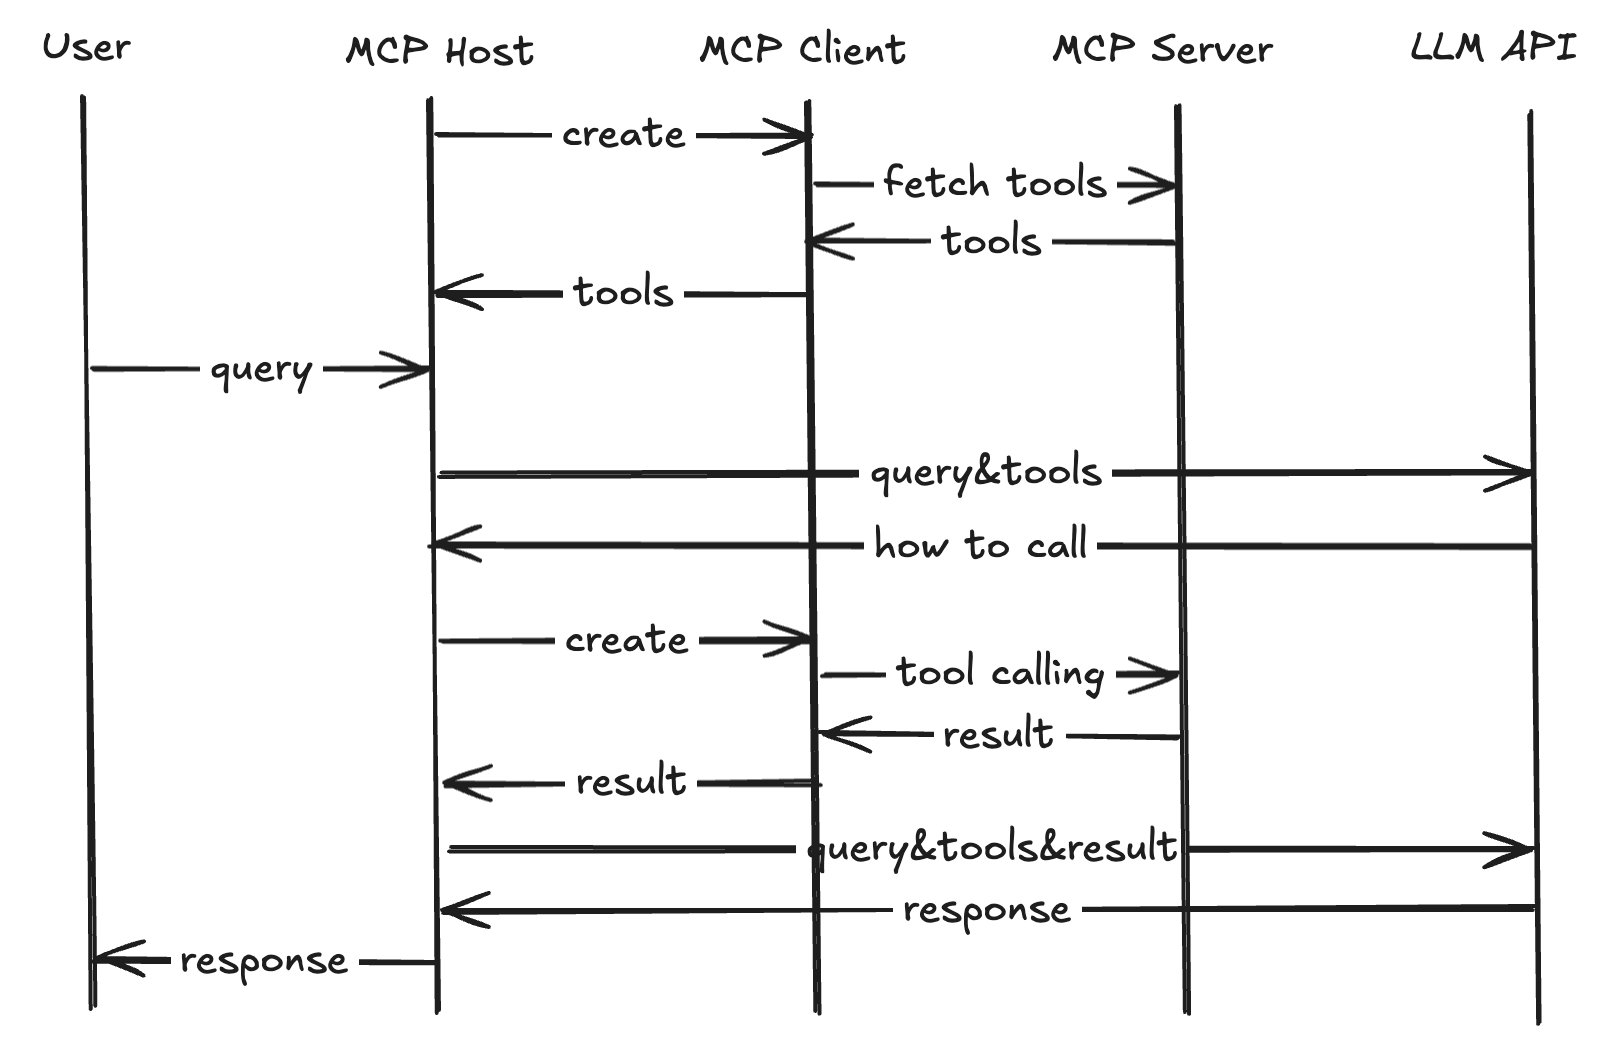 User
MCP Host
MCP Client
MCP Server
LLM API
create
fetch tools
tools
tools
query
query&tools
how to call
create
tool calling
result
result
query&tools&result
response
response